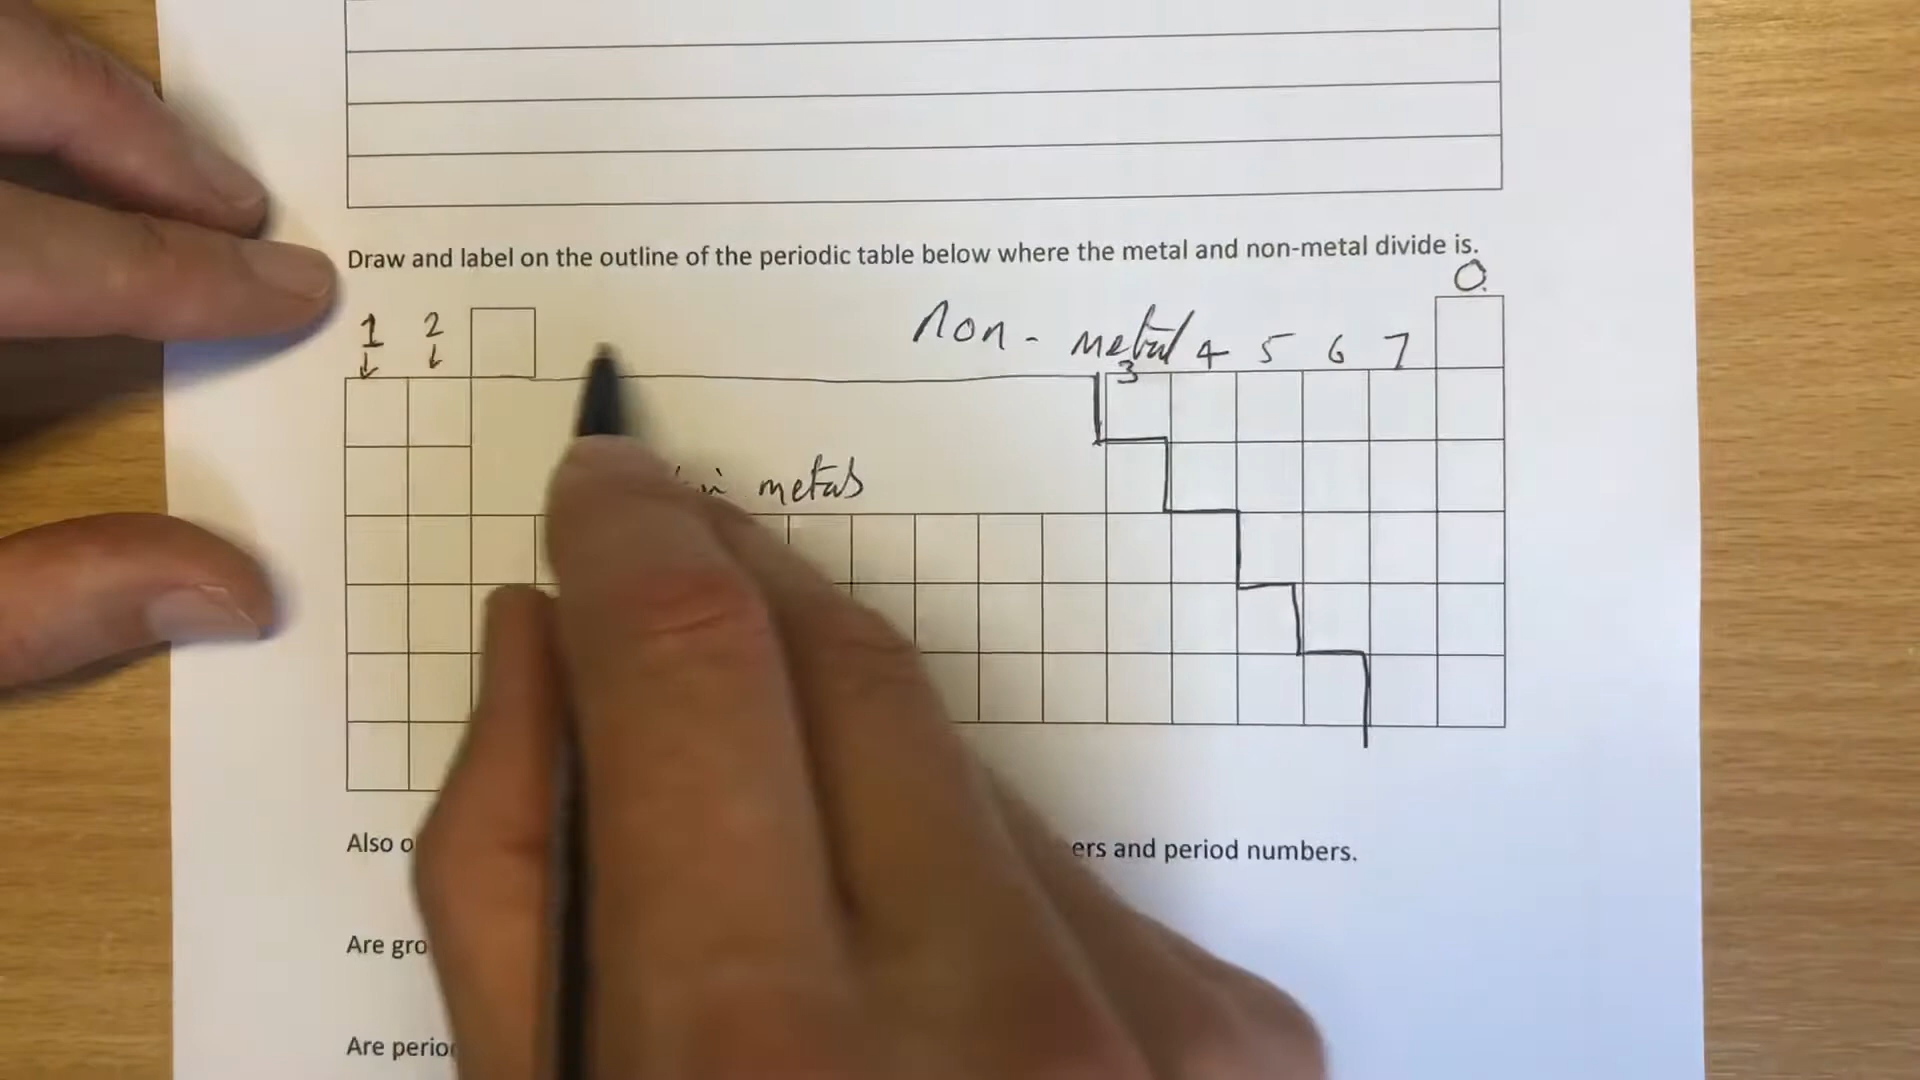 Draw and label on the outline of the periodic table below where the metal and non-metal divide is.
0
1 2 Non-metal 3 4 5 6 7
metals
Also o
ers and period numbers.
Are gro
Are perio